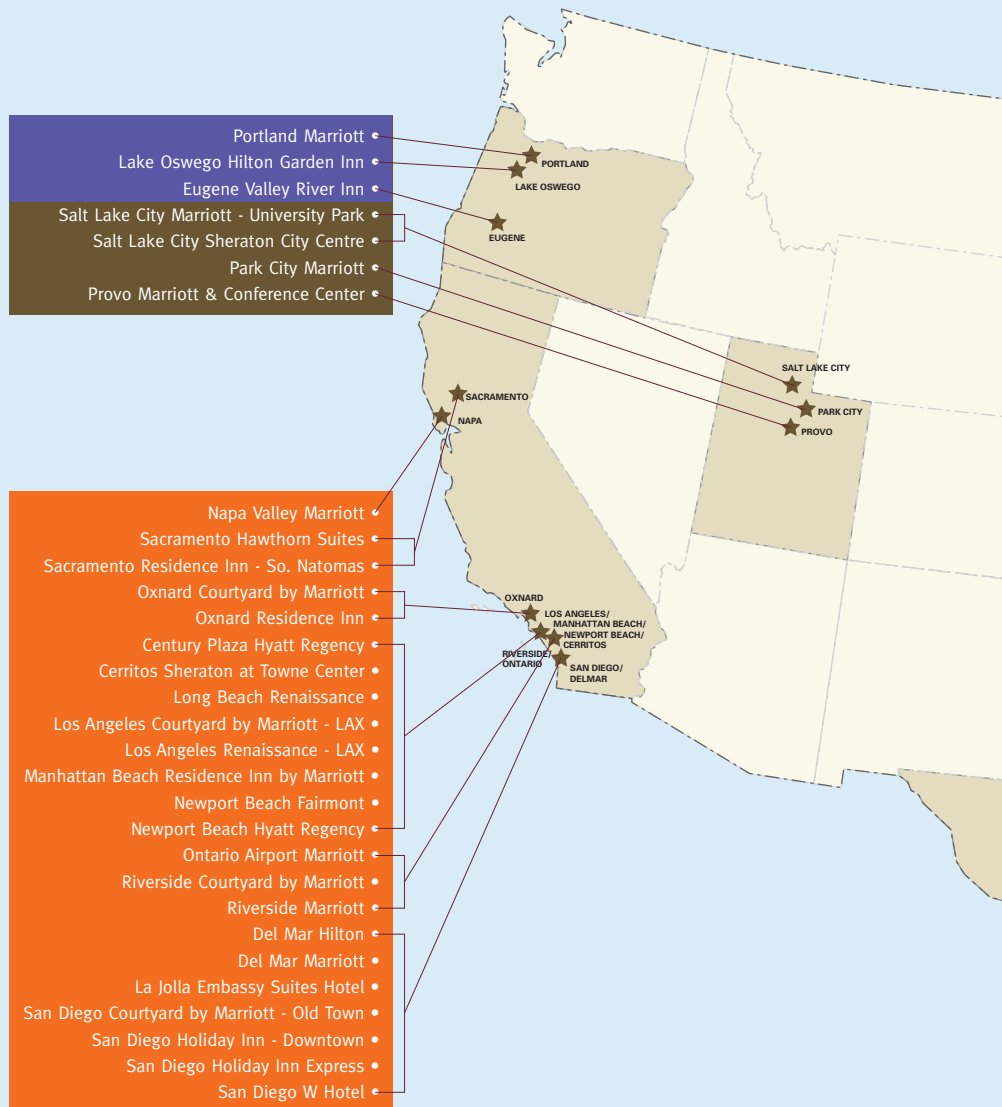 Portland Marriott
Lake Oswego Hilton Garden Inn
Eugene Valley River Inn
Salt Lake City Marriott - University Park
Salt Lake City Sheraton City Centre
Park City Marriott
Provo Marriott & Conference Center
PORTLAND
LAKE OSWEGO
EUGENE
SALT LAKE CITY
PARK CITY
PROVO
SACRAMENTO
NAPA
Napa Valley Marriott
Sacramento Hawthorn Suites
Sacramento Residence Inn - So. Natomas
Oxnard Courtyard by Marriott
Oxnard Residence Inn
Century Plaza Hyatt Regency
Cerritos Sheraton at Towne Center
Long Beach Renaissance
Los Angeles Courtyard by Marriott - LAX
Los Angeles Renaissance - LAX
Manhattan Beach Residence Inn by Marriott
Newport Beach Fairmont
Newport Beach Hyatt Regency
Ontario Airport Marriott
Riverside Courtyard by Marriott
Riverside Marriott
Del Mar Hilton
Del Mar Marriott
La Jolla Embassy Suites Hotel
San Diego Courtyard by Marriott - Old Town
San Diego Holiday Inn - Downtown
San Diego Holiday Inn Express
San Diego W Hotel
OXNARD
LOS ANGELES/
MANHATTAN BEACH/
NEWPORT BEACH/
CERRITOS
RIVERSIDE/
ONTARIO
SAN DIEGO/
DELMAR